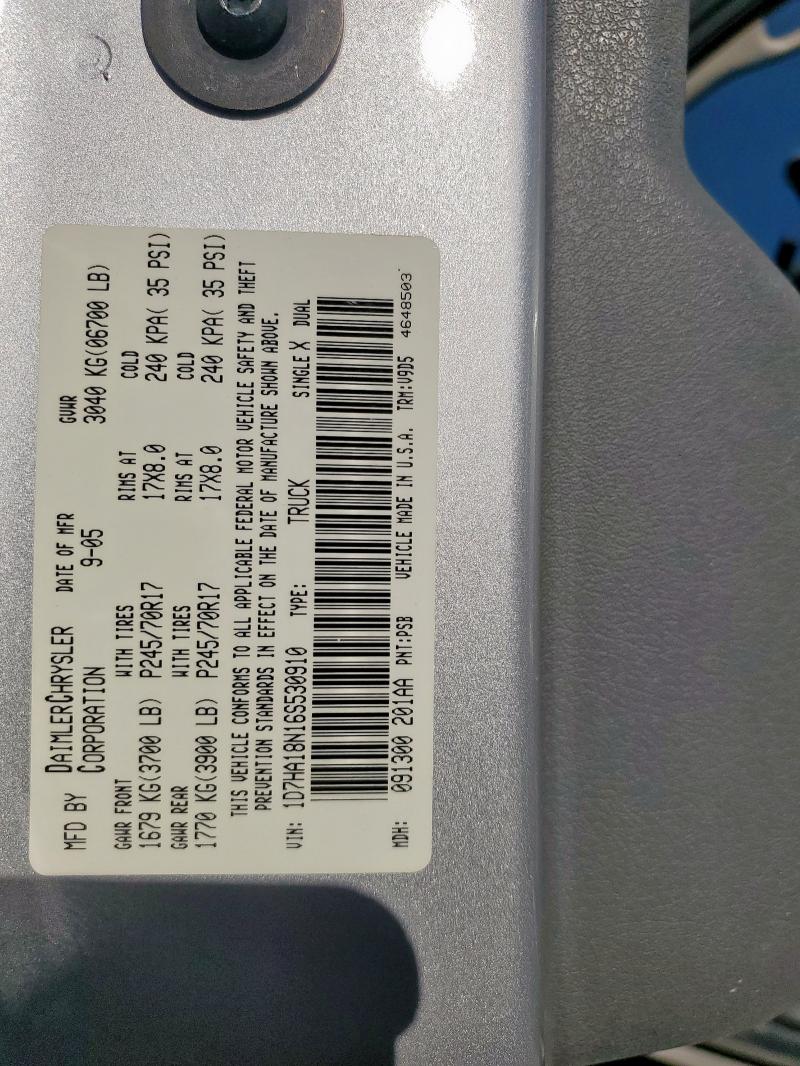 MFD BY DAIMLERCHRYSLER CORPORATION
DATE OF MFR 9-05
GVWR 3040 KG(06700 LB)
GAWR FRONT WITH TIRES RIMS AT COLD
1679 KG(3700 LB) P245/70R17 17X8.0 240 KPA( 35 PSI)
GAWR REAR WITH TIRES RIMS AT COLD
1770 KG(3900 LB) P245/70R17 17X8.0 240 KPA( 35 PSI)
THIS VEHICLE CONFORMS TO ALL APPLICABLE FEDERAL MOTOR VEHICLE SAFETY AND THEFT
PREVENTION STANDARDS IN EFFECT ON THE DATE OF MANUFACTURE SHOWN ABOVE.
VIN: 1D7HA18N16S530910 TYPE: TRUCK SINGLE X DUAL
MDH: 091300 201AA PNT:PSB VEHICLE MADE IN U.S.A. TRM:V9D5 4648503